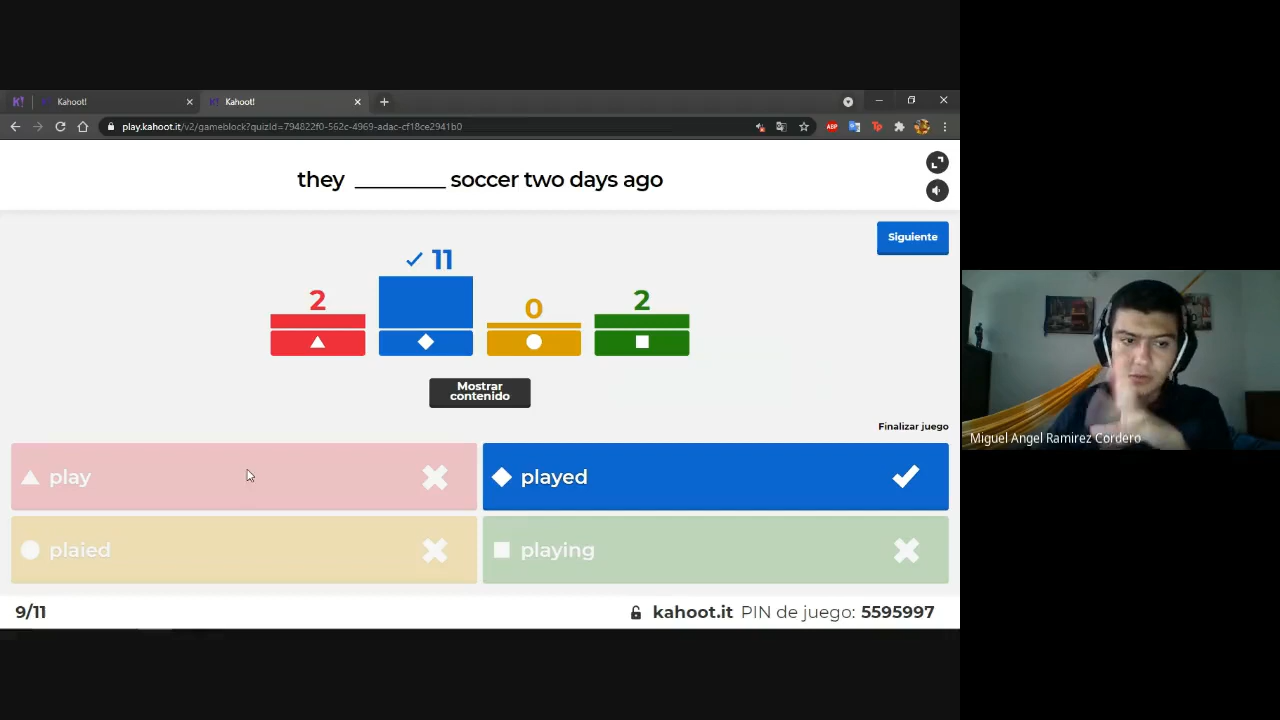 Kahoot!
Kahoot!
play.kahoot.it/v2/gameblock?quizId=794822f0-562c-4969-adac-cf18ce2941b0
ABP
they ________ soccer two days ago
Siguiente
11
2
0
2
Mostrar
contenido
Finalizar juego
play
played
plaied
playing
9/11
kahoot.it PIN de juego: 5595997
Miguel Angel Ramirez Cordero